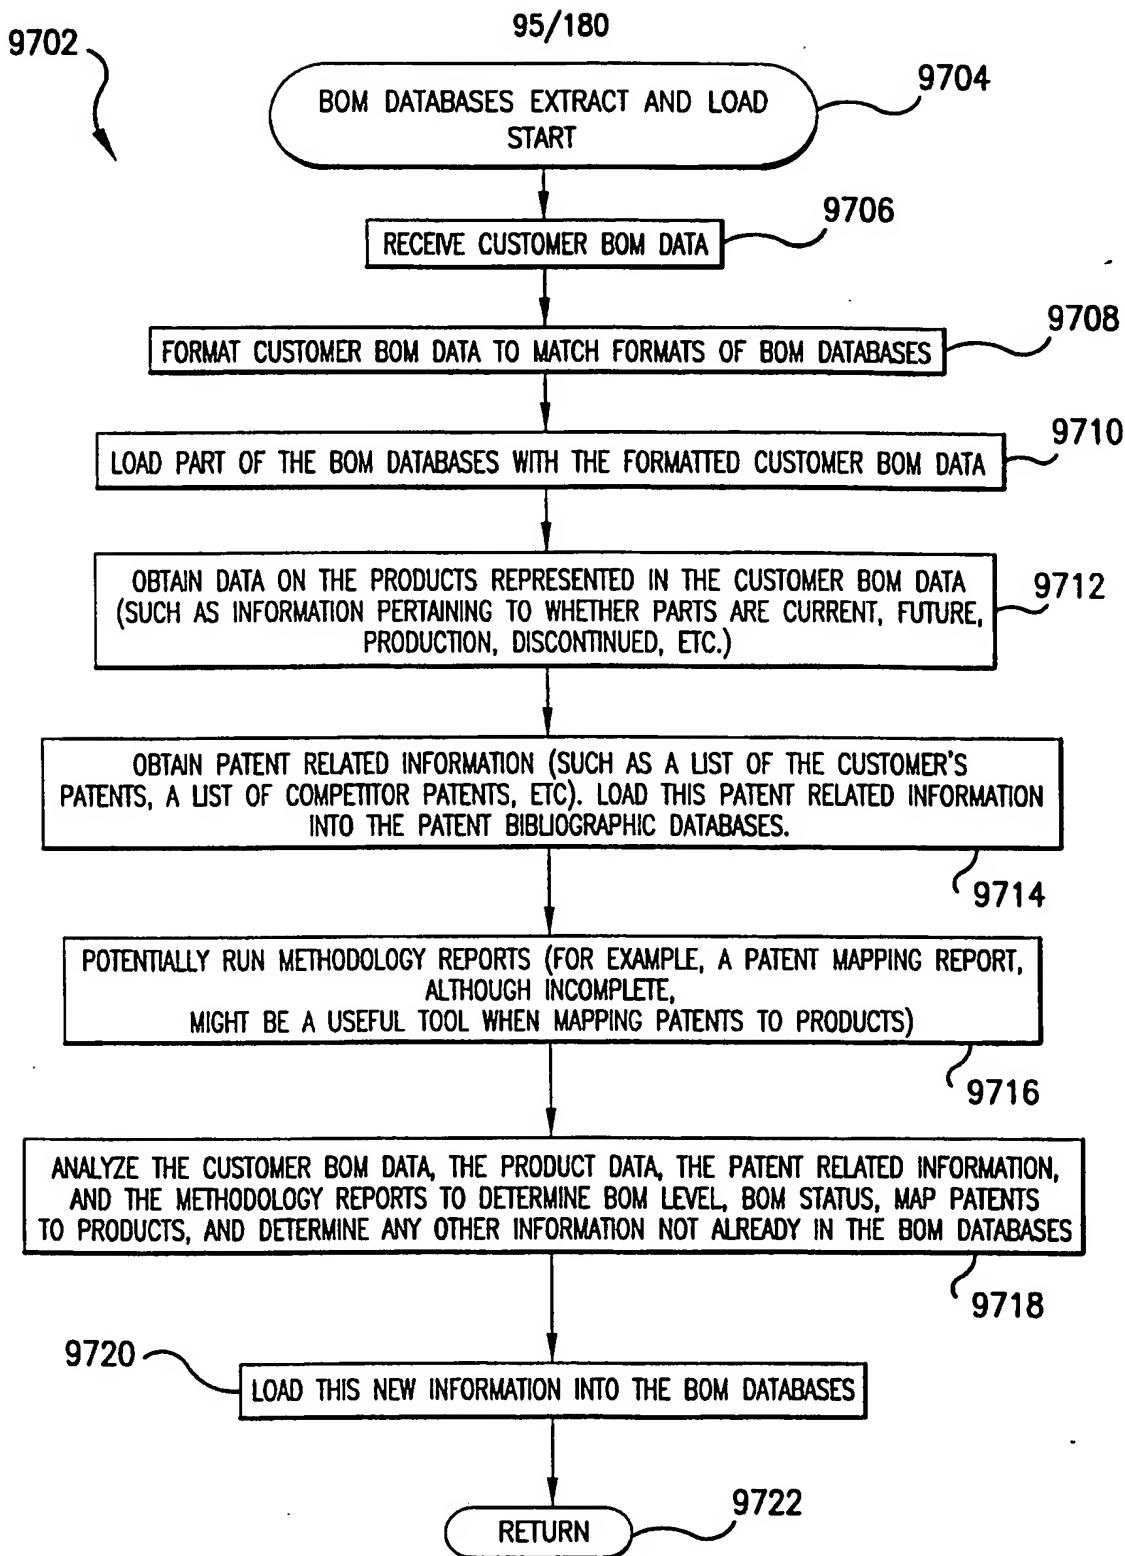 95/180
9702
BOM DATABASES EXTRACT AND LOAD
START
9704
RECEIVE CUSTOMER BOM DATA
9706
FORMAT CUSTOMER BOM DATA TO MATCH FORMATS OF BOM DATABASES
9708
LOAD PART OF THE BOM DATABASES WITH THE FORMATTED CUSTOMER BOM DATA
9710
OBTAIN DATA ON THE PRODUCTS REPRESENTED IN THE CUSTOMER BOM DATA
(SUCH AS INFORMATION PERTAINING TO WHETHER PARTS ARE CURRENT, FUTURE,
PRODUCTION, DISCONTINUED, ETC.)
9712
OBTAIN PATENT RELATED INFORMATION (SUCH AS A LIST OF THE CUSTOMER'S
PATENTS, A LIST OF COMPETITOR PATENTS, ETC). LOAD THIS PATENT RELATED INFORMATION
INTO THE PATENT BIBLIOGRAPHIC DATABASES.
9714
POTENTIALLY RUN METHODOLOGY REPORTS (FOR EXAMPLE, A PATENT MAPPING REPORT,
ALTHOUGH INCOMPLETE,
MIGHT BE A USEFUL TOOL WHEN MAPPING PATENTS TO PRODUCTS)
9716
ANALYZE THE CUSTOMER BOM DATA, THE PRODUCT DATA, THE PATENT RELATED INFORMATION,
AND THE METHODOLOGY REPORTS TO DETERMINE BOM LEVEL, BOM STATUS, MAP PATENTS
TO PRODUCTS, AND DETERMINE ANY OTHER INFORMATION NOT ALREADY IN THE BOM DATABASES
9718
9720
LOAD THIS NEW INFORMATION INTO THE BOM DATABASES
RETURN
9722